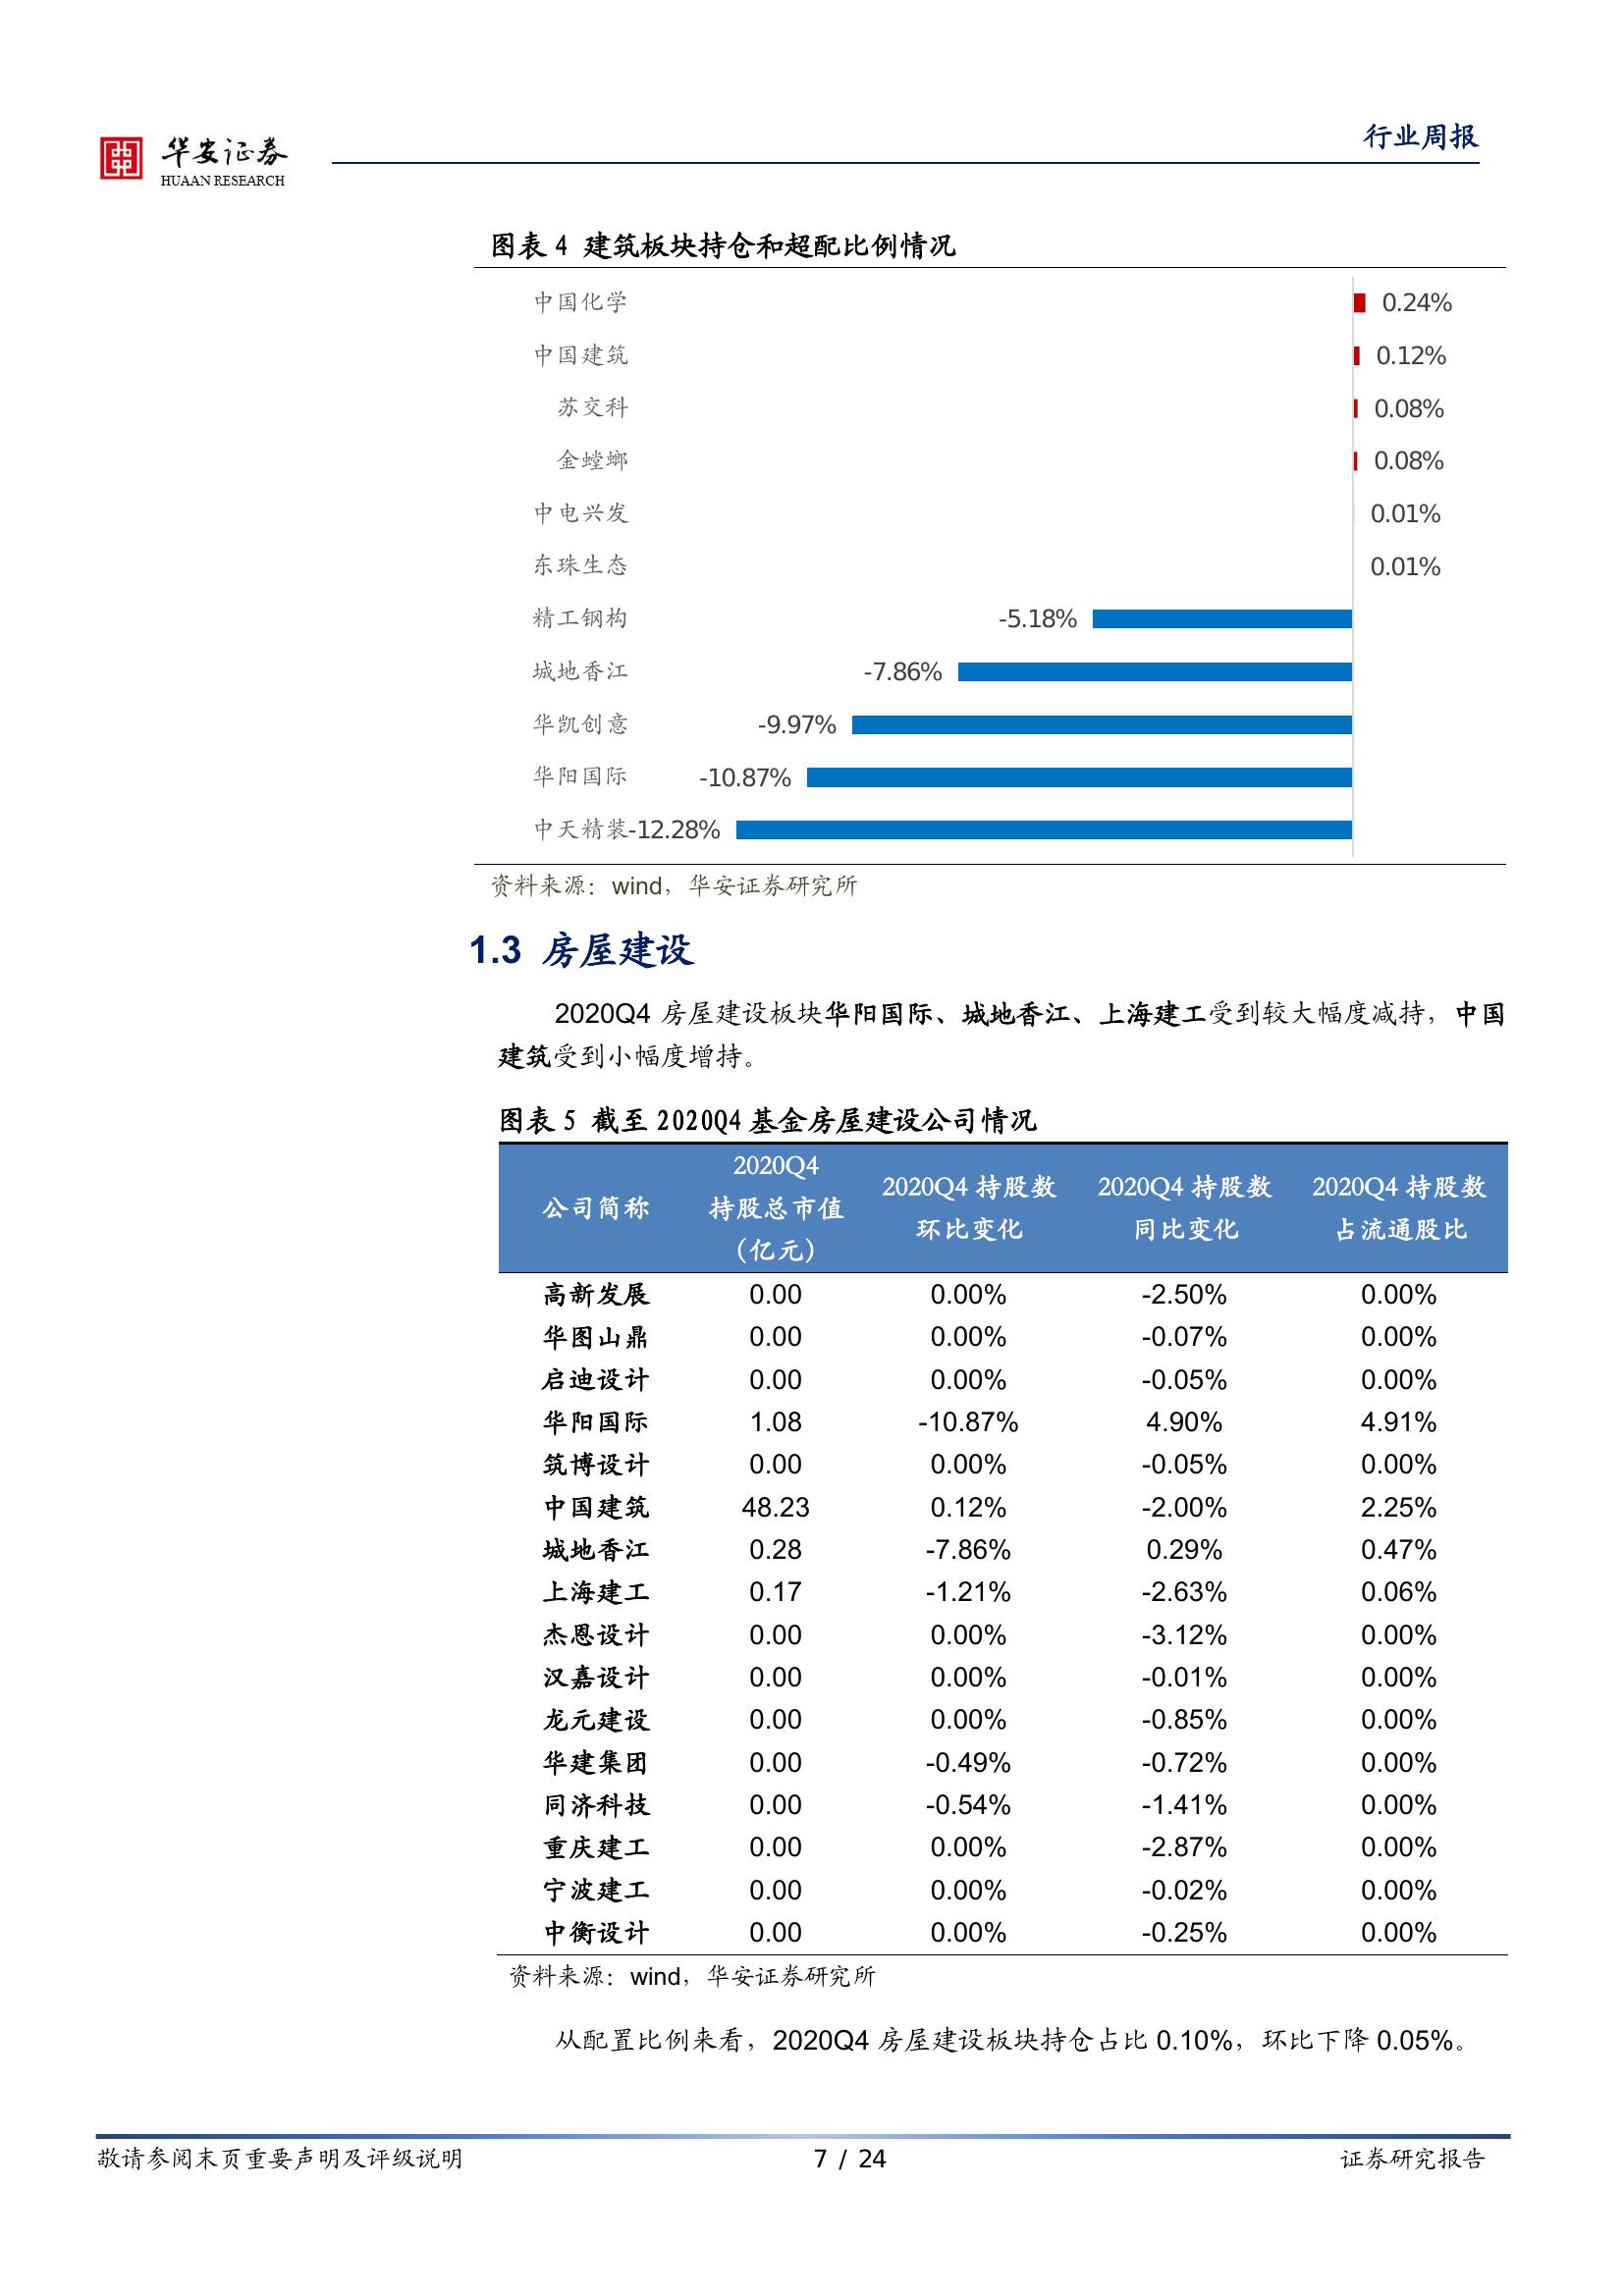 华安证券
HUAAN RESEARCH
行业周报
图表 4 建筑板块持仓和超配比例情况
中国化学 0.24%
中国建筑 0.12%
苏交科 0.08%
金螳螂 0.08%
中电兴发 0.01%
东珠生态 0.01%
精工钢构 -5.18%
城地香江 -7.86%
华凯创意 -9.97%
华阳国际 -10.87%
中天精装 -12.28%
资料来源：wind，华安证券研究所
1.3 房屋建设
2020Q4 房屋建设板块华阳国际、城地香江、上海建工受到较大幅度减持，中国
建筑受到小幅度增持。
图表 5 截至 2020Q4 基金房屋建设公司情况
公司简称 2020Q4 持股总市值（亿元） 2020Q4 持股数环比变化 2020Q4 持股数同比变化 2020Q4 持股数占流通股比
高新发展 0.00 0.00% -2.50% 0.00%
华图山鼎 0.00 0.00% -0.07% 0.00%
启迪设计 0.00 0.00% -0.05% 0.00%
华阳国际 1.08 -10.87% 4.90% 4.91%
筑博设计 0.00 0.00% -0.05% 0.00%
中国建筑 48.23 0.12% -2.00% 2.25%
城地香江 0.28 -7.86% 0.29% 0.47%
上海建工 0.17 -1.21% -2.63% 0.06%
杰恩设计 0.00 0.00% -3.12% 0.00%
汉嘉设计 0.00 0.00% -0.01% 0.00%
龙元建设 0.00 0.00% -0.85% 0.00%
华建集团 0.00 -0.49% -0.72% 0.00%
同济科技 0.00 -0.54% -1.41% 0.00%
重庆建工 0.00 0.00% -2.87% 0.00%
宁波建工 0.00 0.00% -0.02% 0.00%
中衡设计 0.00 0.00% -0.25% 0.00%
资料来源：wind，华安证券研究所
从配置比例来看，2020Q4 房屋建设板块持仓占比 0.10%，环比下降 0.05%。
敬请参阅末页重要声明及评级说明 7 / 24 证券研究报告